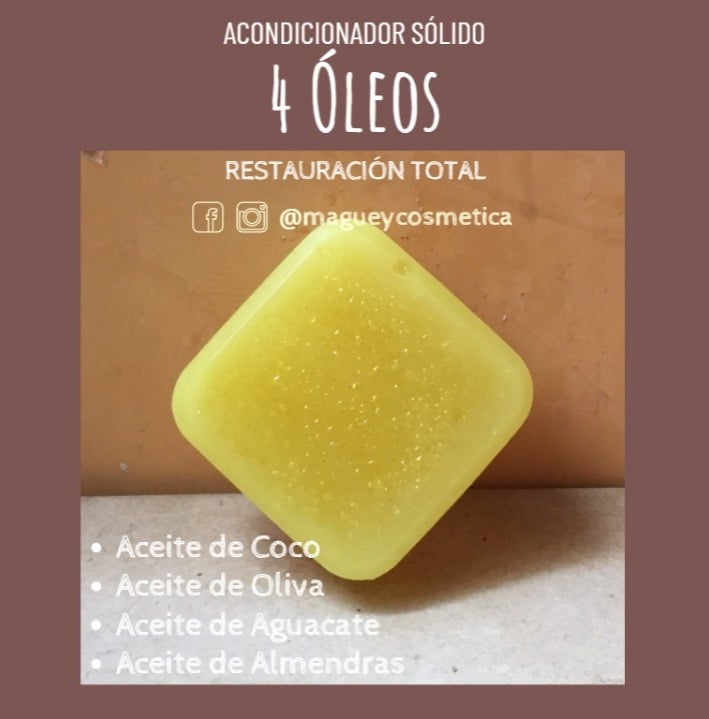 ACONDICIONADOR SÓLIDO
4 ÓLEOS
RESTAURACIÓN TOTAL
@magueycosmetica
• Aceite de Coco
• Aceite de Oliva
• Aceite de Aguacate
• Aceite de Almendras